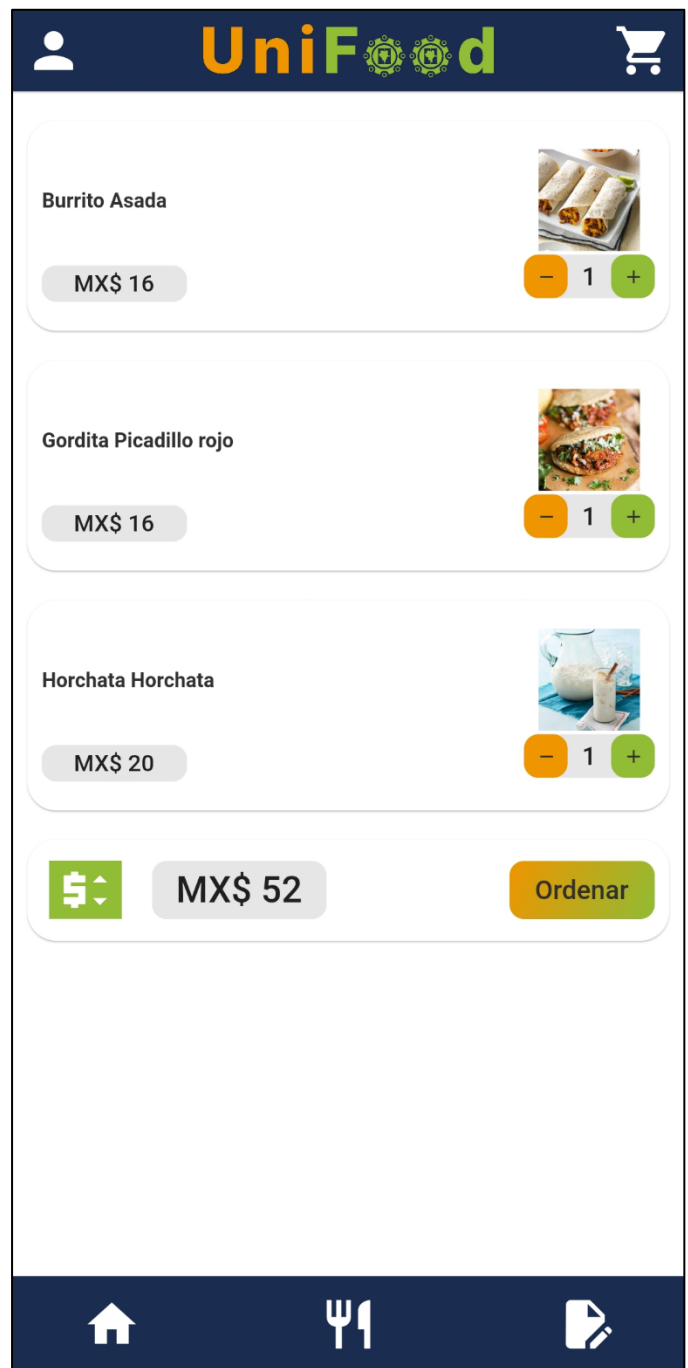 UniFood
Burrito Asada
MX$ 16
− 1 +
Gordita Picadillo rojo
MX$ 16
− 1 +
Horchata Horchata
MX$ 20
− 1 +
$ MX$ 52 Ordenar